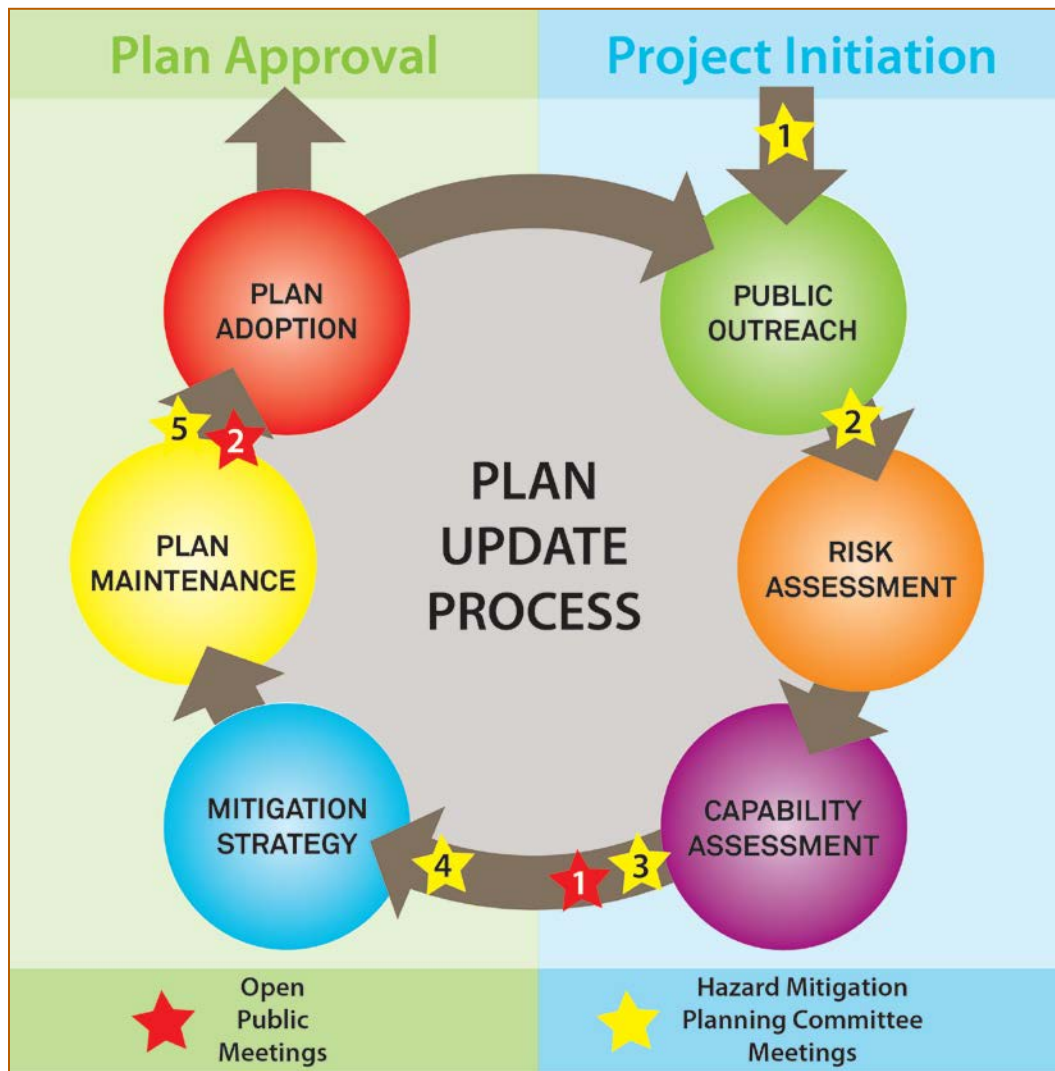 Plan Approval
Project Initiation
1
PLAN
ADOPTION
PUBLIC
OUTREACH
5
2
2
PLAN
UPDATE
PROCESS
PLAN
MAINTENANCE
RISK
ASSESSMENT
MITIGATION
STRATEGY
CAPABILITY
ASSESSMENT
4
1
3
Open
Public
Meetings
Hazard Mitigation
Planning Committee
Meetings